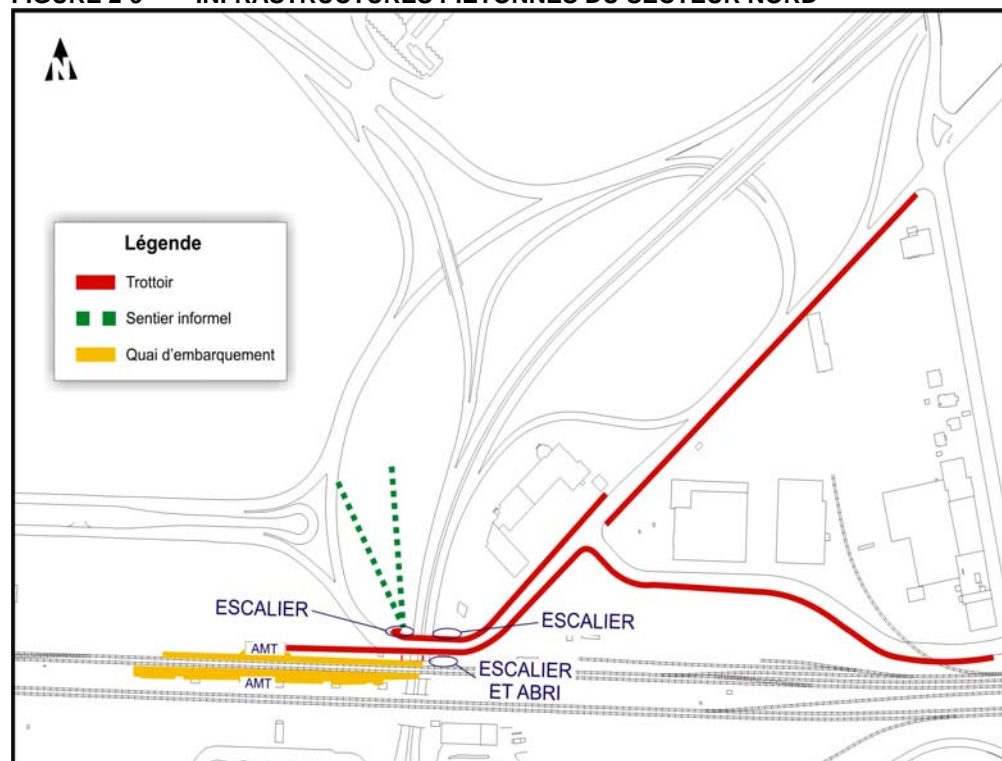 N
Légende
Trottoir
Sentier informel
Quai d'embarquement
ESCALIER
ESCALIER
AMT
ESCALIER
ET ABRI
AMT